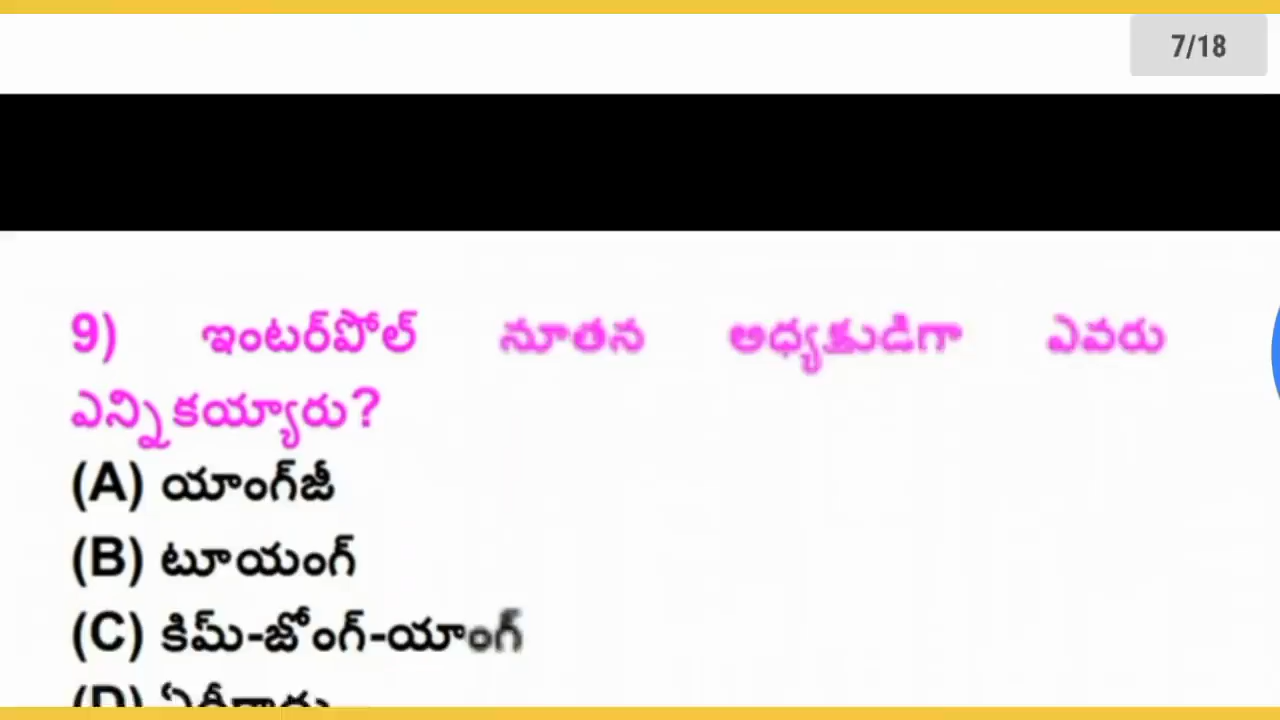 7/18
9) ఇంటర్‌పోల్ నూతన అధ్యక్షుడిగా ఎవరు
ఎన్నికయ్యారు?
(A) యాంగ్‌జీ
(B) టూయంగ్
(C) కిమ్-జోంగ్-యాంగ్
(D)